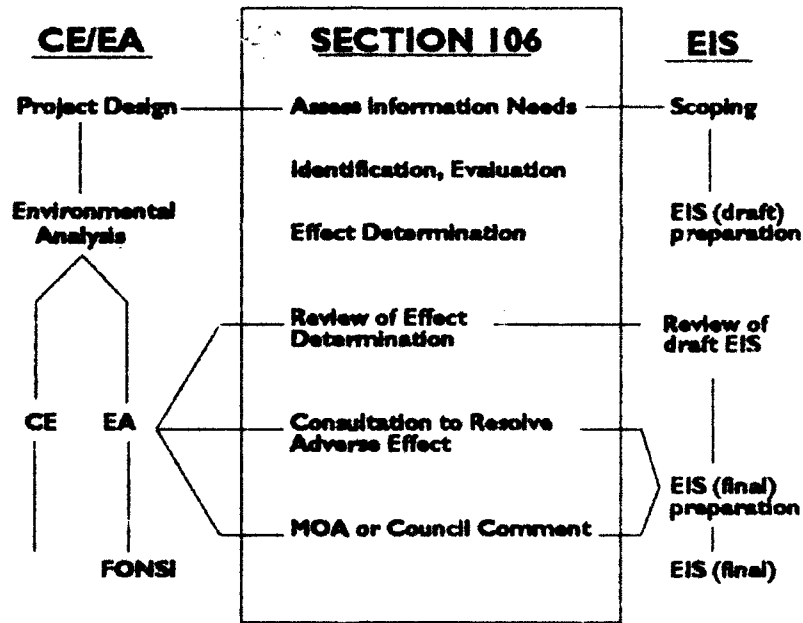 CE/EA
SECTION 106
EIS
Project Design
Assess Information Needs
Scoping
Identification, Evaluation
Environmental
Analysis
Effect Determination
EIS (draft)
preparation
Review of Effect
Determination
Review of
draft EIS
CE
EA
Consultation to Resolve
Adverse Effect
EIS (final)
preparation
MOA or Council Comment
FONSI
EIS (final)